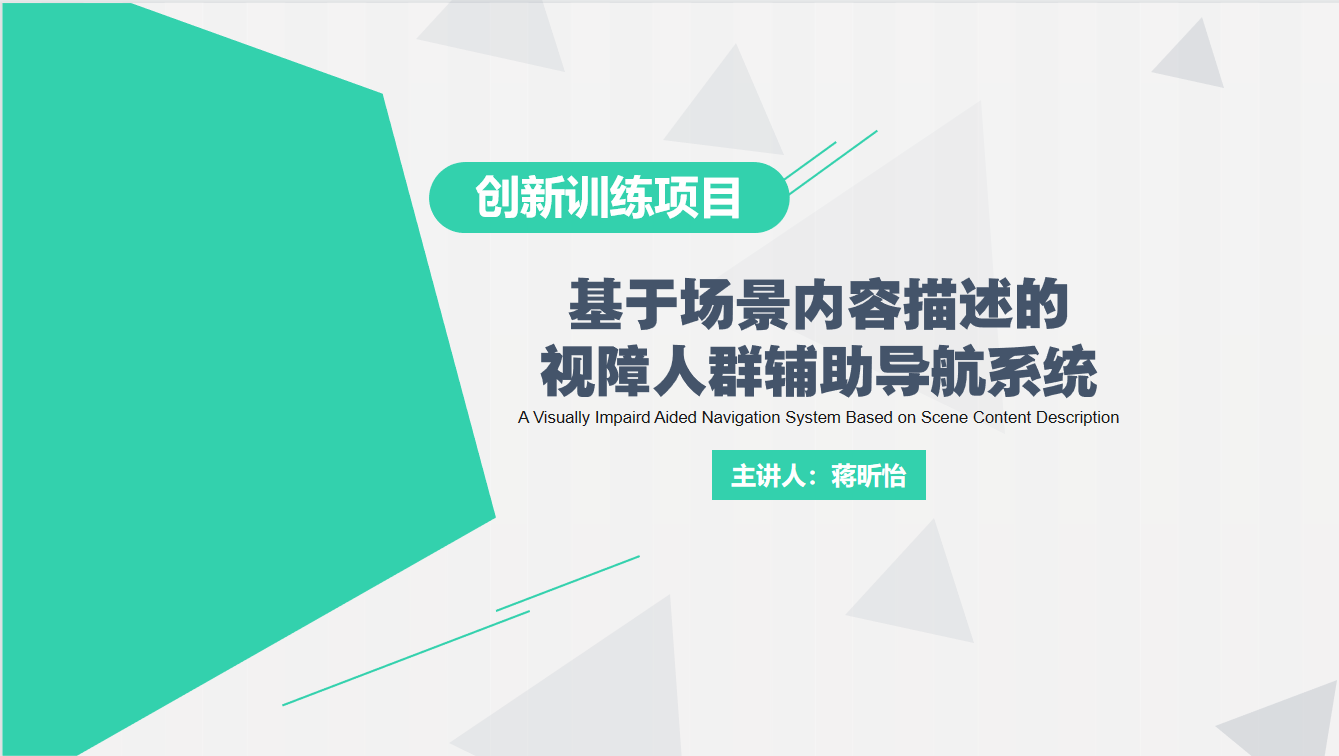 创新训练项目
基于场景内容描述的
视障人群辅助导航系统
A Visually Impaird Aided Navigation System Based on Scene Content Description
主讲人：蒋昕怡